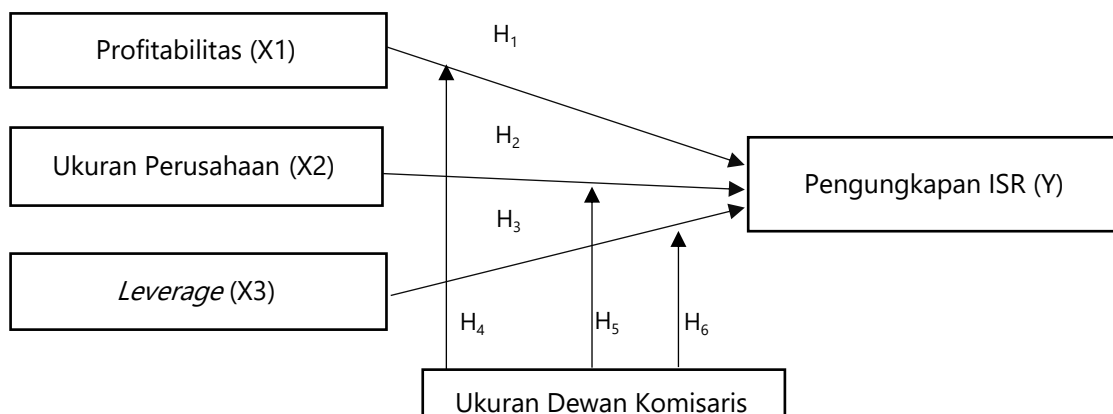 Profitabilitas (X1)
H₁
Ukuran Perusahaan (X2)
H₂
Pengungkapan ISR (Y)
H₃
Leverage (X3)
H₄
H₅
H₆
Ukuran Dewan Komisaris